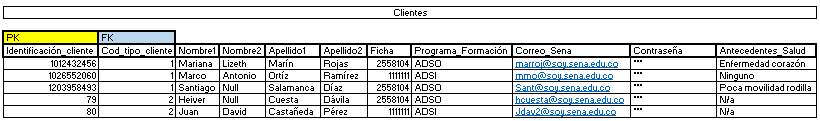 Clientes
PK FK
Identificación_cliente Cod_tipo_cliente Nombre1 Nombre2 Apellido1 Apellido2 Ficha Programa_Formación Correo_Sena Contraseña Antecedentes_Salud
1012432456 1 Mariana Lizeth Marín Rojas 2558104 ADSO marroj@soy.sena.edu.co *** Enfermedad corazón
1026552060 1 Marco Antonio Ortíz Ramírez 1111111 ADSI mmo@soy.sena.edu.co *** Ninguno
1203958493 1 Santiago Null Salamanca Díaz 2558104 ADSO Sant@soy.sena.edu.co *** Poca movilidad rodilla
79 2 Heiver Null Cuesta Dávila 2558104 ADSO hcuesta@soy.sena.edu.co *** N/a
80 2 Juan David Castañeda Pérez 1111111 ADSI Jdav2@soy.sena.edu.co *** N/a